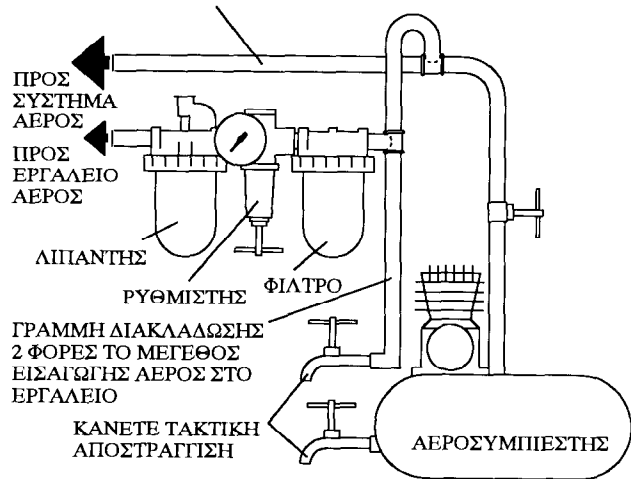 ΠΡΟΣ
ΣΥΣΤΗΜΑ
ΑΕΡΟΣ
ΠΡΟΣ
ΕΡΓΑΛΕΙΟ
ΑΕΡΟΣ
ΛΙΠΑΝΤΗΣ
ΡΥΘΜΙΣΤΗΣ
ΦΙΛΤΡΟ
ΓΡΑΜΜΗ ΔΙΑΚΛΑΔΩΣΗΣ
2 ΦΟΡΕΣ ΤΟ ΜΕΓΕΘΟΣ
ΕΙΣΑΓΩΓΗΣ ΑΕΡΟΣ ΣΤΟ
ΕΡΓΑΛΕΙΟ
ΚΑΝΕΤΕ ΤΑΚΤΙΚΗ
ΑΠΟΣΤΡΑΓΓΙΣΗ
ΑΕΡΟΣΥΜΠΙΕΣΤΗΣ